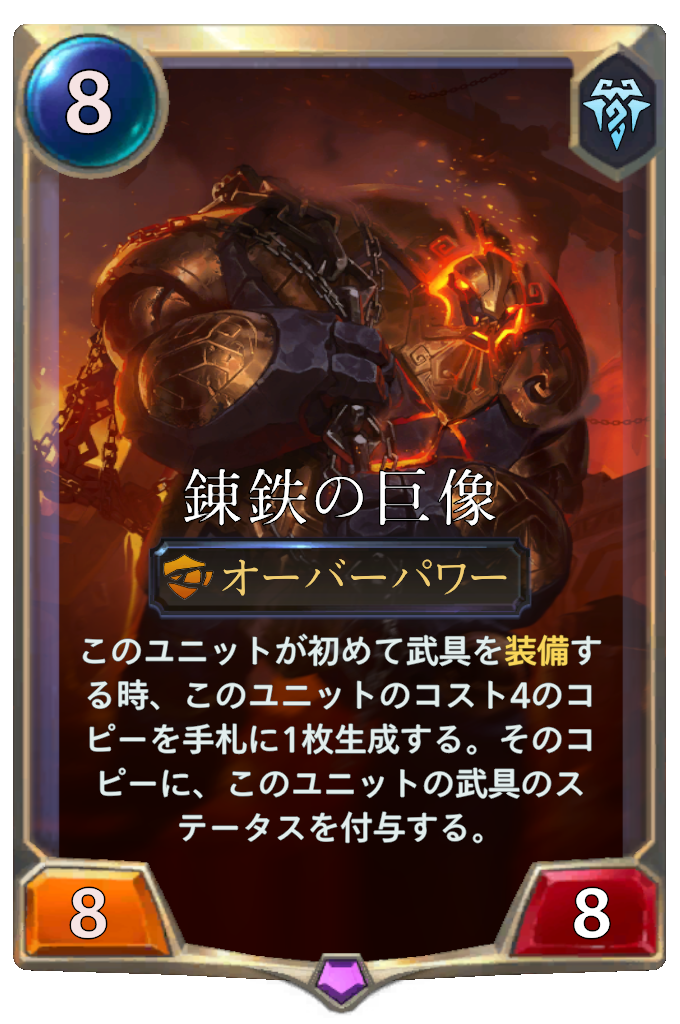 8
錬鉄の巨像
オーバーパワー
このユニットが初めて武具を装備す
る時、このユニットのコスト4のコ
ピーを手札に1枚生成する。そのコ
ピーに、このユニットの武具のス
テータスを付与する。
8
8